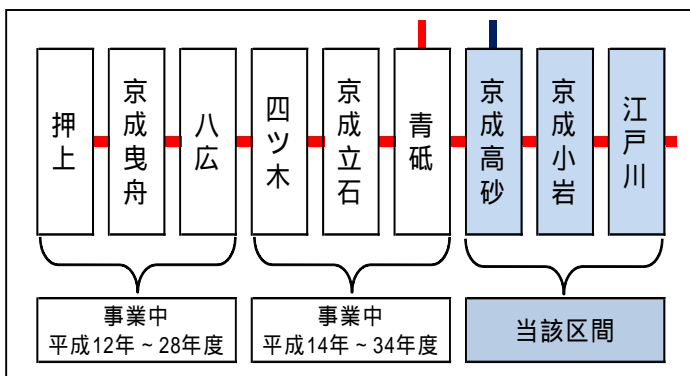 押上
京成曳舟
八広
四ツ木
京成立石
青砥
京成高砂
京成小岩
江戸川
事業中
平成12年～28年度
事業中
平成14年～34年度
当該区間